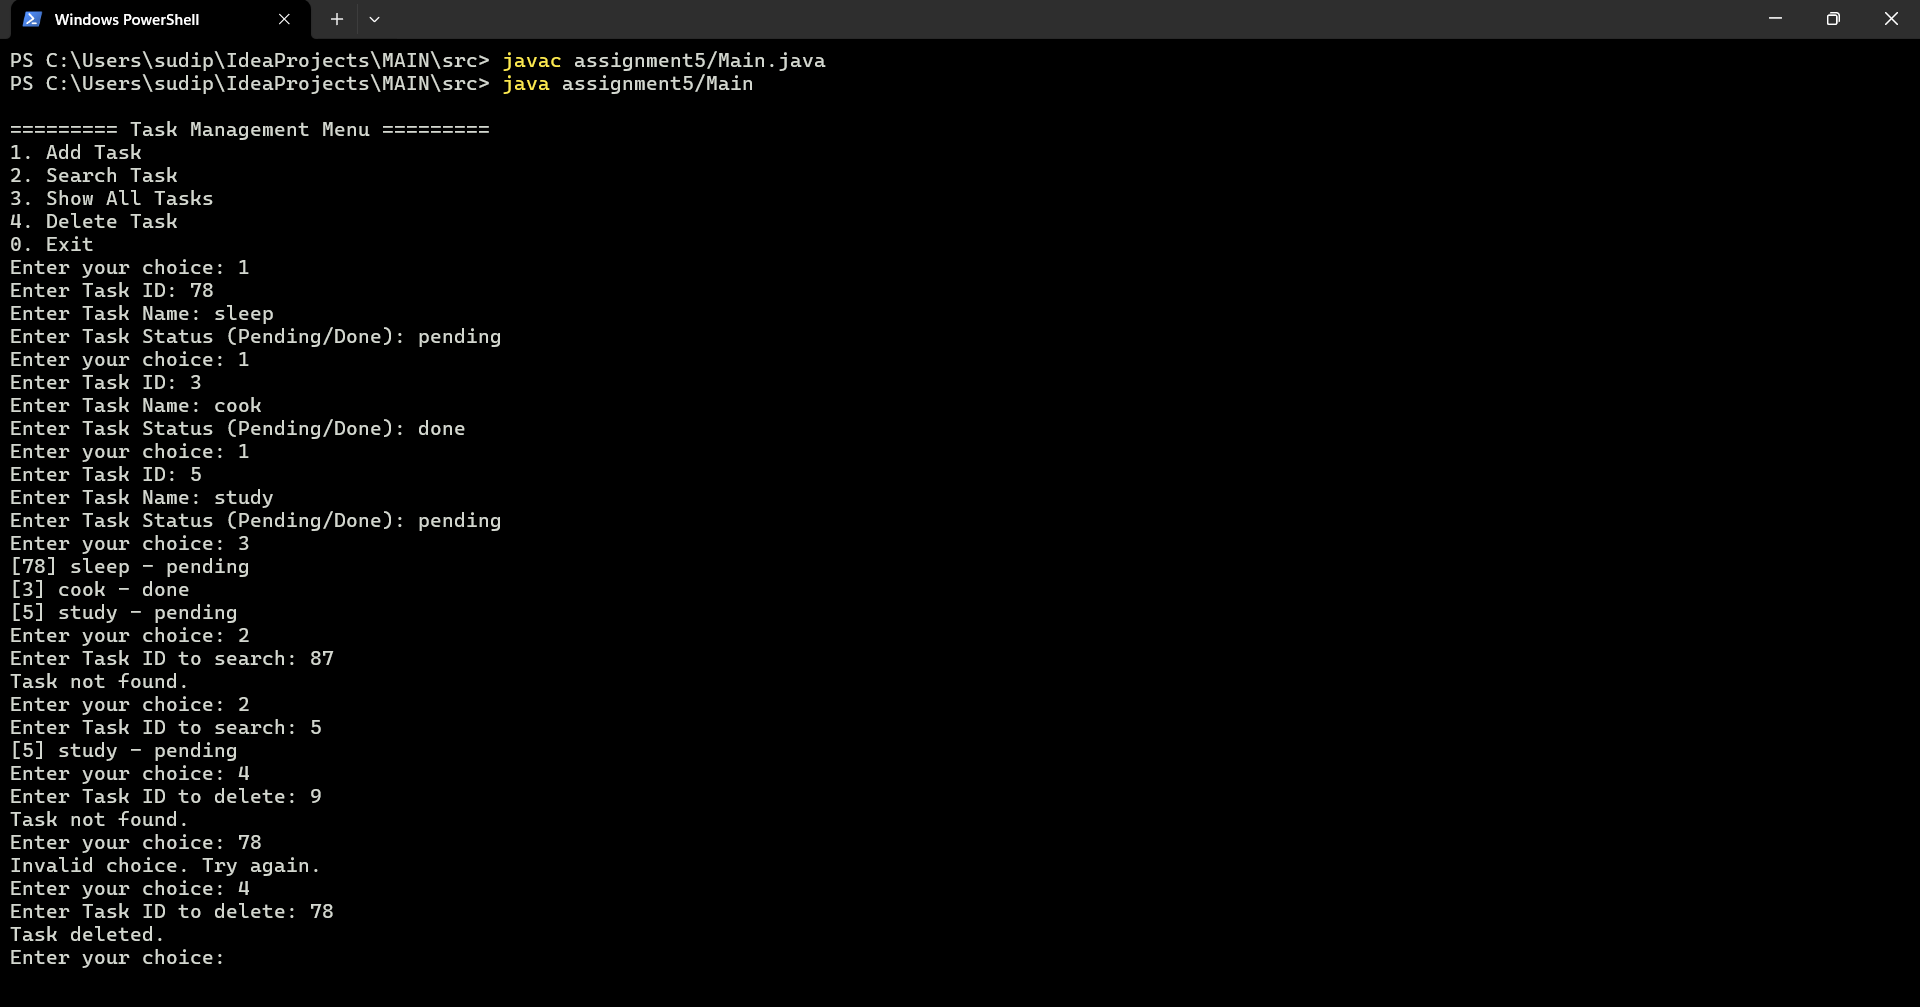 Windows PowerShell
PS C:\Users\sudip\IdeaProjects\MAIN\src> javac assignment5/Main.java
PS C:\Users\sudip\IdeaProjects\MAIN\src> java assignment5/Main
========= Task Management Menu =========
1. Add Task
2. Search Task
3. Show All Tasks
4. Delete Task
0. Exit
Enter your choice: 1
Enter Task ID: 78
Enter Task Name: sleep
Enter Task Status (Pending/Done): pending
Enter your choice: 1
Enter Task ID: 3
Enter Task Name: cook
Enter Task Status (Pending/Done): done
Enter your choice: 1
Enter Task ID: 5
Enter Task Name: study
Enter Task Status (Pending/Done): pending
Enter your choice: 3
[78] sleep - pending
[3] cook - done
[5] study - pending
Enter your choice: 2
Enter Task ID to search: 87
Task not found.
Enter your choice: 2
Enter Task ID to search: 5
[5] study - pending
Enter your choice: 4
Enter Task ID to delete: 9
Task not found.
Enter your choice: 78
Invalid choice. Try again.
Enter your choice: 4
Enter Task ID to delete: 78
Task deleted.
Enter your choice: